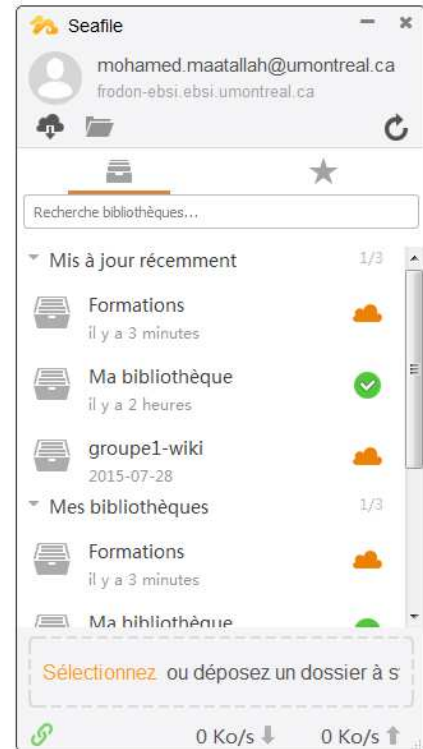 Seafile
mohamed.maatallah@umontreal.ca
frodon-ebsi.ebsi.umontreal.ca
Recherche bibliothèques...
Mis à jour récemment 1/3
Formations
il y a 3 minutes
Ma bibliothèque
il y a 2 heures
groupe1-wiki
2015-07-28
Mes bibliothèques 1/3
Formations
il y a 3 minutes
Ma bibliothèque
Sélectionnez ou déposez un dossier à s
0 Ko/s 0 Ko/s